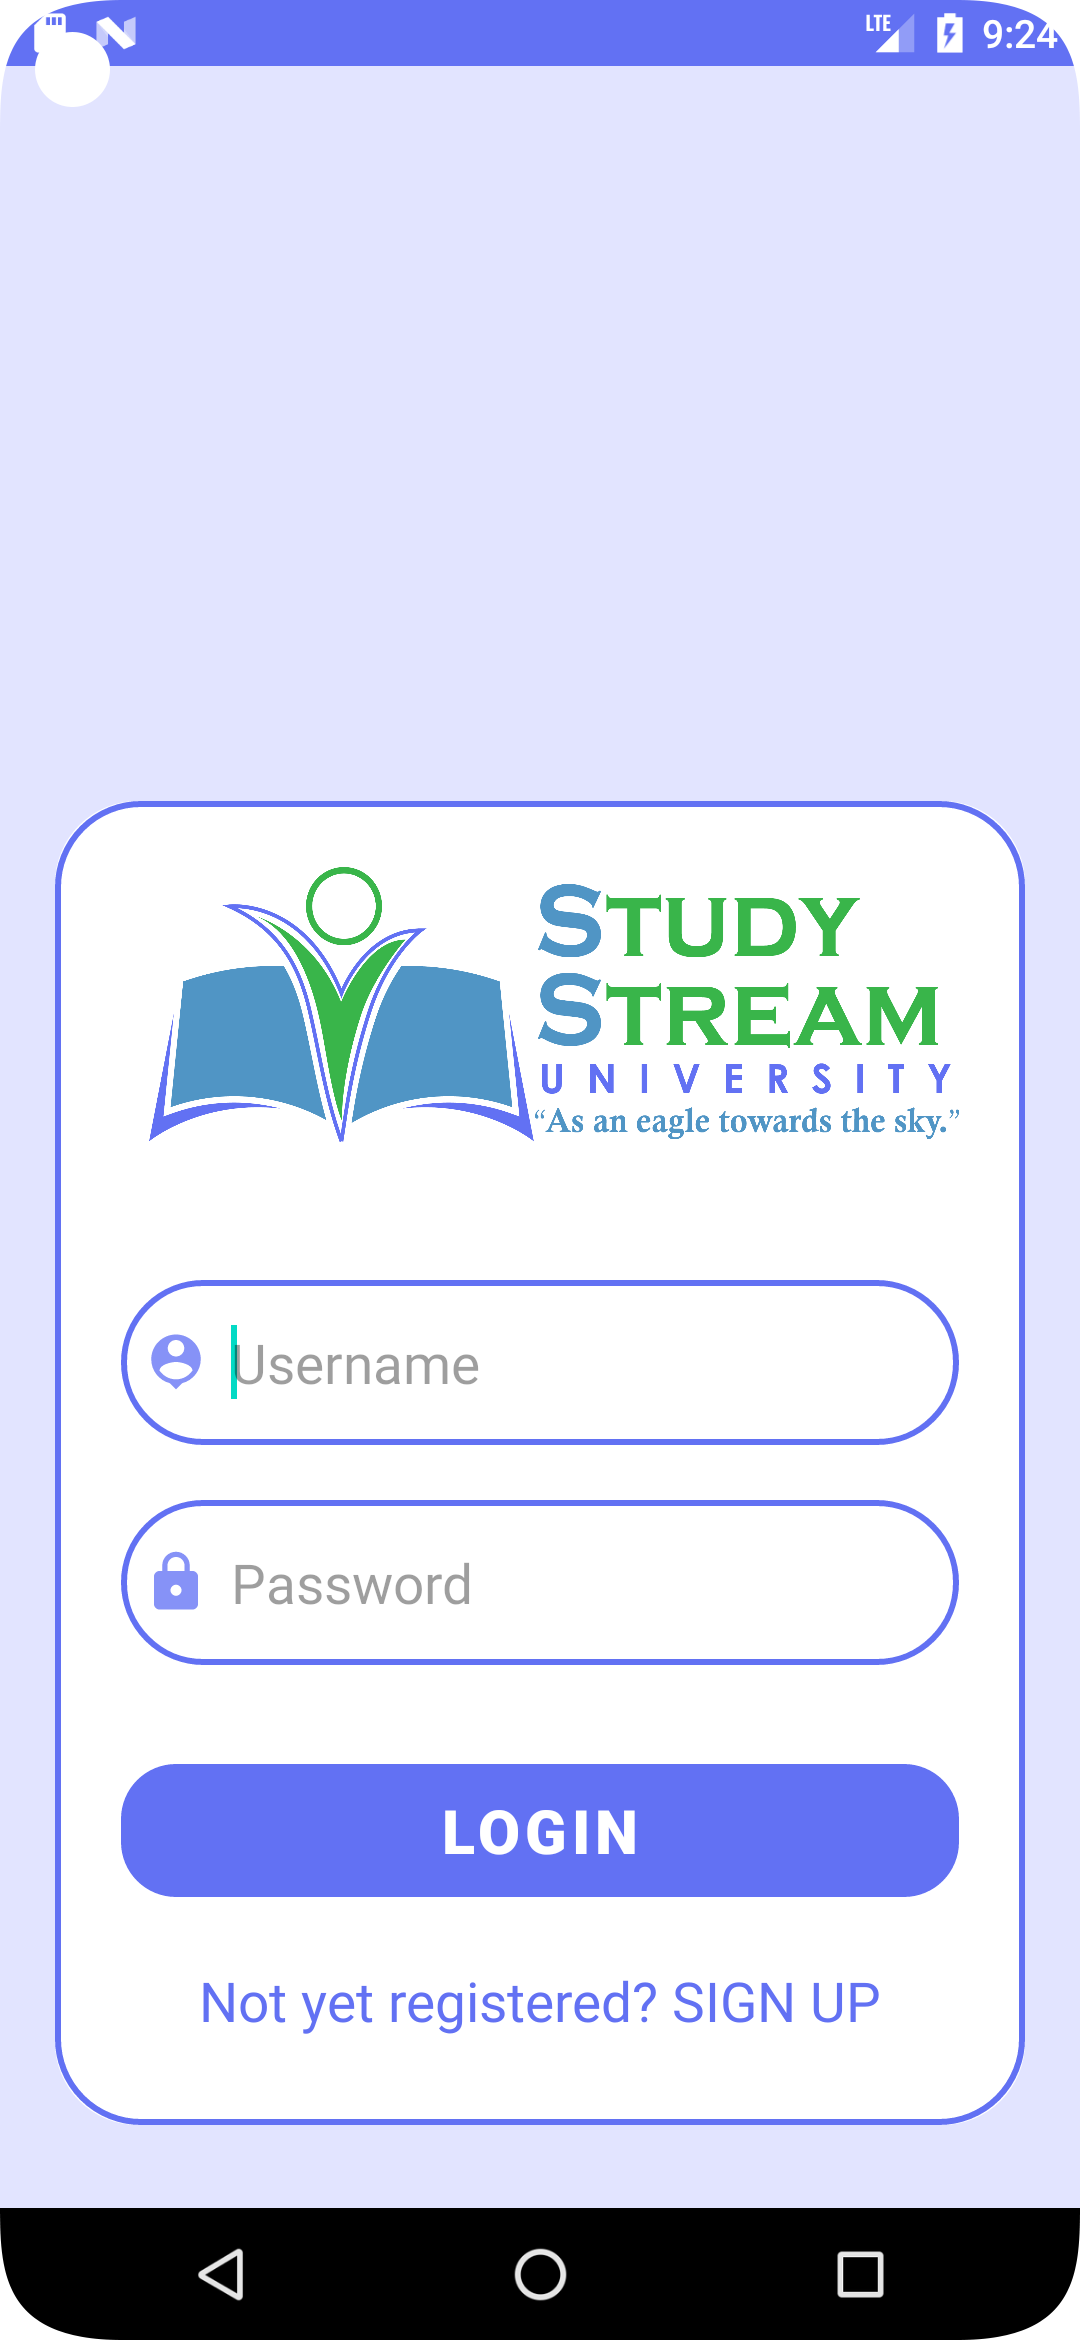 LTE 9:24
STUDY
STREAM
UNIVERSITY
“As an eagle towards the sky.”
Username
Password
LOGIN
Not yet registered? SIGN UP